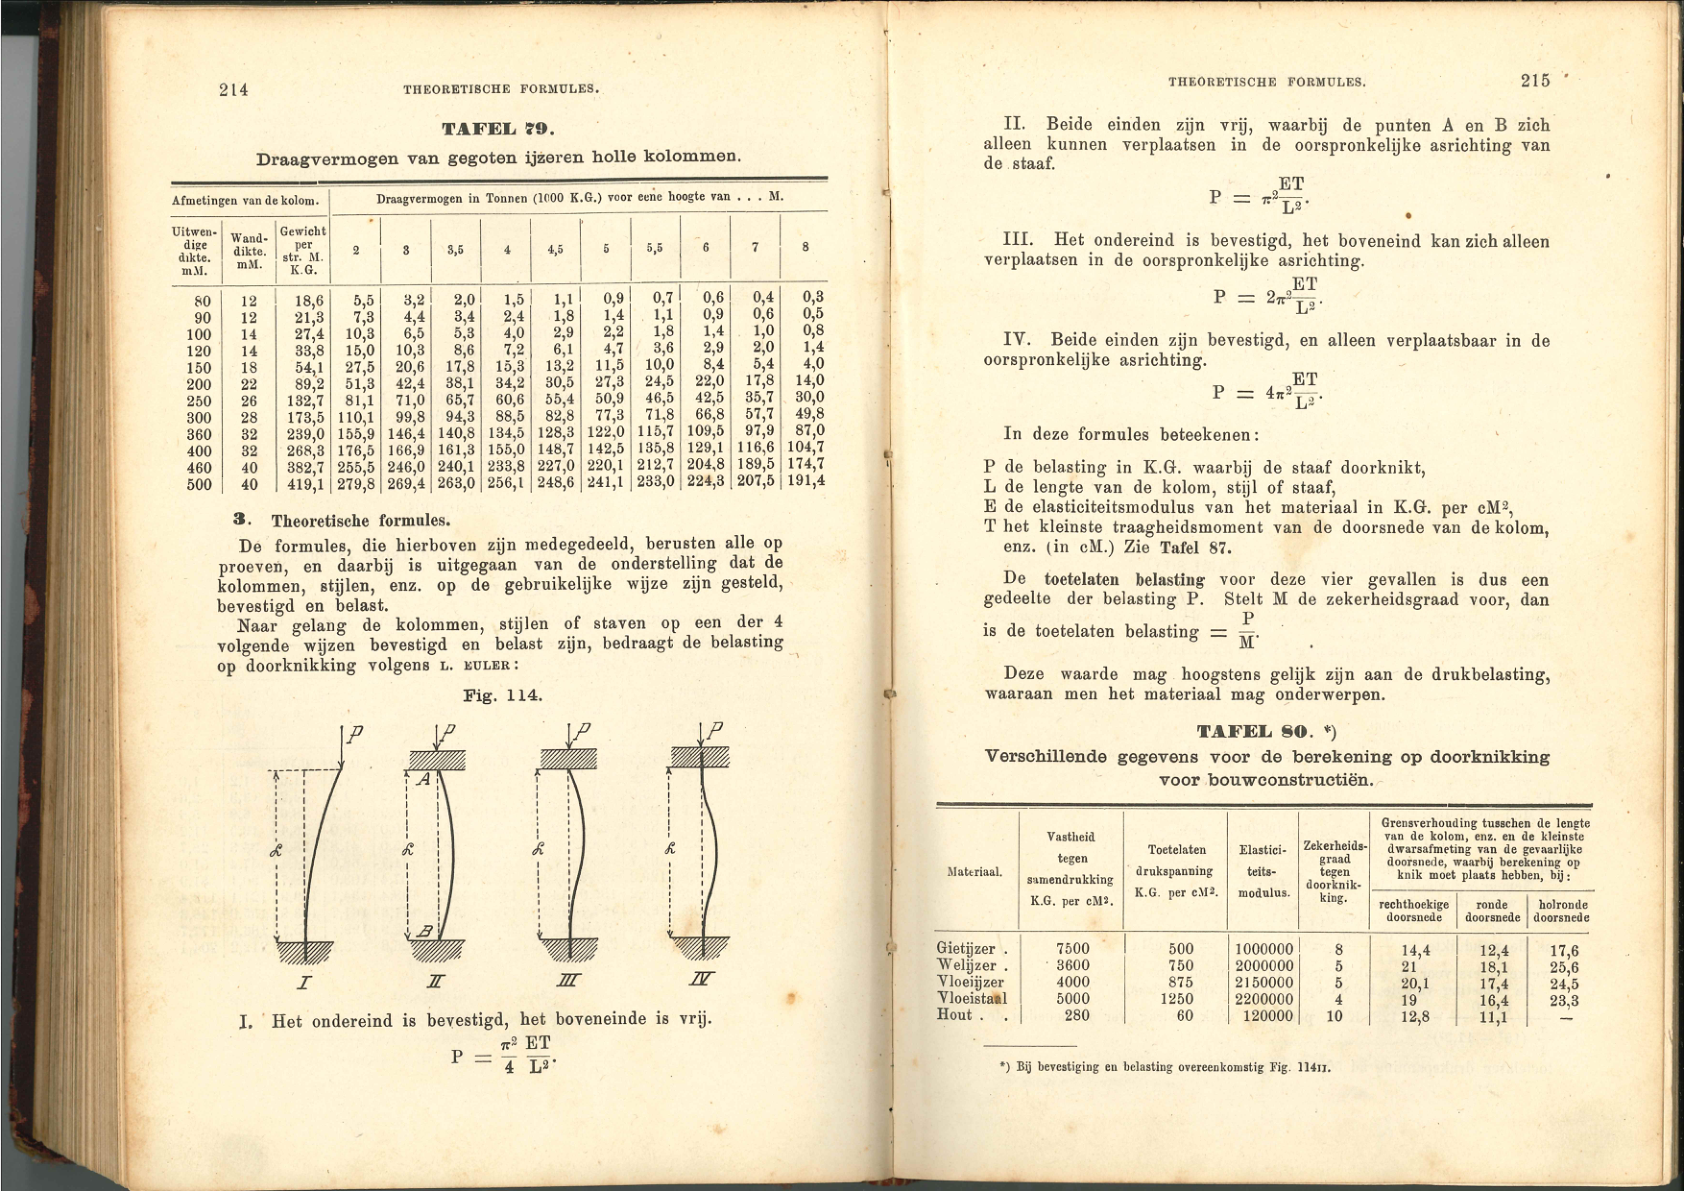 214
THEORETISCHE FORMULES.
TAFEL 79.
Draagvermogen van gegoten ijzeren holle kolommen.
Afmetingen van de kolom. Draagvermogen in Tonnen (1000 K.G.) voor eene hoogte van . . . M.
Uitwendige dikte. mM. Wanddikte. mM. Gewicht per str. M. K.G. 2 3 3,5 4 4,5 5 5,5 6 7 8
80 12 18,6 5,5 3,2 2,0 1,5 1,1 0,9 0,7 0,6 0,4 0,3
90 12 21,3 7,3 4,4 3,4 2,4 1,8 1,4 1,1 0,9 0,6 0,5
100 14 27,4 10,3 6,5 5,3 4,0 2,9 2,2 1,8 1,4 1,0 0,8
120 14 33,8 15,0 10,3 8,6 7,2 6,1 4,7 3,6 2,9 2,0 1,4
150 18 54,1 27,5 20,6 17,8 15,3 13,2 11,5 10,0 8,4 5,4 4,0
200 22 89,2 51,3 42,4 38,1 34,2 30,5 27,3 24,5 22,0 17,8 14,0
250 26 132,7 81,1 71,0 65,7 60,6 55,4 50,9 46,5 42,5 35,7 30,0
300 28 173,5 110,1 99,8 94,3 88,5 82,8 77,3 71,8 66,8 57,7 49,8
360 32 239,0 155,9 146,4 140,8 134,5 128,3 122,0 115,7 109,5 97,9 87,0
400 32 268,3 176,5 166,9 161,3 155,0 148,7 142,5 135,8 129,1 116,6 104,7
460 40 382,7 255,5 246,0 240,1 233,8 227,0 220,1 212,7 204,8 189,5 174,7
500 40 419,1 279,8 269,4 263,0 256,1 248,6 241,1 233,0 224,3 207,5 191,4
3. Theoretische formules.
De formules, die hierboven zijn medegedeeld, berusten alle op
proeven, en daarbij is uitgegaan van de onderstelling dat de
kolommen, stijlen, enz. op de gebruikelijke wijze zijn gesteld,
bevestigd en belast.
Naar gelang de kolommen, stijlen of staven op een der 4
volgende wijzen bevestigd en belast zijn, bedraagt de belasting
op doorknikking volgens L. EULER:
Fig. 114.
P P P P
A
L L L L
B
I II III IV
I. Het ondereind is bevestigd, het boveneinde is vrij.
P = π²/4 ET/L².
THEORETISCHE FORMULES.
215
II. Beide einden zijn vrij, waarbij de punten A en B zich
alleen kunnen verplaatsen in de oorspronkelijke asrichting van
de staaf.
P = π² ET/L².
III. Het ondereind is bevestigd, het boveneind kan zich alleen
verplaatsen in de oorspronkelijke asrichting.
P = 2π² ET/L².
IV. Beide einden zijn bevestigd, en alleen verplaatsbaar in de
oorspronkelijke asrichting.
P = 4π² ET/L².
In deze formules beteekenen:
P de belasting in K.G. waarbij de staaf doorknikt,
L de lengte van de kolom, stijl of staaf,
E de elasticiteitsmodulus van het materiaal in K.G. per cM²,
T het kleinste traagheidsmoment van de doorsnede van de kolom,
enz. (in cM.) Zie Tafel 87.
De toetelaten belasting voor deze vier gevallen is dus een
gedeelte der belasting P. Stelt M de zekerheidsgraad voor, dan
is de toetelaten belasting = P/M.
Deze waarde mag hoogstens gelijk zijn aan de drukbelasting,
waaraan men het materiaal mag onderwerpen.
TAFEL 80. *)
Verschillende gegevens voor de berekening op doorknikking
voor bouwconstructiën.
Materiaal. Vastheid tegen samendrukking K.G. per cM². Toetelaten drukspanning K.G. per cM². Elasticiteits-modulus. Zekerheidsgraad tegen doorknikking. Grensverhouding tusschen de lengte van de kolom, enz. en de kleinste dwarsafmeting van de gevaarlijke doorsnede, waarbij berekening op knik moet plaats hebben, bij:
rechthoekige doorsnede ronde doorsnede holronde doorsnede
Gietijzer . 7500 500 1000000 8 14,4 12,4 17,6
Welijzer . 3600 750 2000000 5 21 18,1 25,6
Vloeiijzer 4000 875 2150000 5 20,1 17,4 24,5
Vloeistaal 5000 1250 2200000 4 19 16,4 23,3
Hout . . 280 60 120000 10 12,8 11,1 —
*) Bij bevestiging en belasting overeenkomstig Fig. 114II.